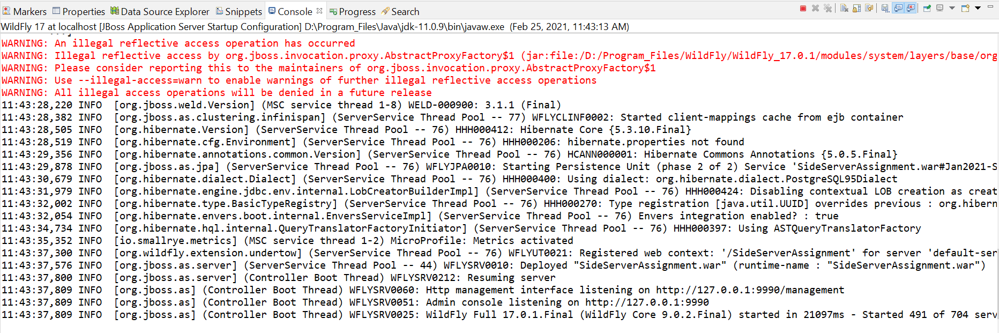 Markers Properties Data Source Explorer Snippets Console Progress Search
WildFly 17 at localhost [JBoss Application Server Startup Configuration] D:\Program_Files\Java\jdk-11.0.9\bin\javaw.exe (Feb 25, 2021, 11:43:13 AM)
WARNING: An illegal reflective access operation has occurred
WARNING: Illegal reflective access by org.jboss.invocation.proxy.AbstractProxyFactory$1 (jar:file:/D:/Program_Files/WildFly/WildFly_17.0.1/modules/system/layers/base/org
WARNING: Please consider reporting this to the maintainers of org.jboss.invocation.proxy.AbstractProxyFactory$1
WARNING: Use --illegal-access=warn to enable warnings of further illegal reflective access operations
WARNING: All illegal access operations will be denied in a future release
11:43:28,220 INFO  [org.jboss.weld.Version] (MSC service thread 1-8) WELD-000900: 3.1.1 (Final)
11:43:28,382 INFO  [org.jboss.as.clustering.infinispan] (ServerService Thread Pool -- 77) WFLYCLINF0002: Started client-mappings cache from ejb container
11:43:28,505 INFO  [org.hibernate.Version] (ServerService Thread Pool -- 76) HHH000412: Hibernate Core {5.3.10.Final}
11:43:28,519 INFO  [org.hibernate.cfg.Environment] (ServerService Thread Pool -- 76) HHH000206: hibernate.properties not found
11:43:29,356 INFO  [org.hibernate.annotations.common.Version] (ServerService Thread Pool -- 76) HCANN000001: Hibernate Commons Annotations {5.0.5.Final}
11:43:29,878 INFO  [org.jboss.as.jpa] (ServerService Thread Pool -- 76) WFLYJPA0010: Starting Persistence Unit (phase 2 of 2) Service 'SideServerAssignment.war#Jan2021-S
11:43:30,679 INFO  [org.hibernate.dialect.Dialect] (ServerService Thread Pool -- 76) HHH000400: Using dialect: org.hibernate.dialect.PostgreSQL95Dialect
11:43:31,979 INFO  [org.hibernate.engine.jdbc.env.internal.LobCreatorBuilderImpl] (ServerService Thread Pool -- 76) HHH000424: Disabling contextual LOB creation as creat
11:43:32,002 INFO  [org.hibernate.type.BasicTypeRegistry] (ServerService Thread Pool -- 76) HHH000270: Type registration [java.util.UUID] overrides previous : org.hibern
11:43:32,054 INFO  [org.hibernate.envers.boot.internal.EnversServiceImpl] (ServerService Thread Pool -- 76) Envers integration enabled? : true
11:43:34,734 INFO  [org.hibernate.hql.internal.QueryTranslatorFactoryInitiator] (ServerService Thread Pool -- 76) HHH000397: Using ASTQueryTranslatorFactory
11:43:35,352 INFO  [io.smallrye.metrics] (MSC service thread 1-2) MicroProfile: Metrics activated
11:43:37,300 INFO  [org.wildfly.extension.undertow] (ServerService Thread Pool -- 76) WFLYUT0021: Registered web context: '/SideServerAssignment' for server 'default-ser
11:43:37,576 INFO  [org.jboss.as.server] (ServerService Thread Pool -- 44) WFLYSRV0010: Deployed "SideServerAssignment.war" (runtime-name : "SideServerAssignment.war")
11:43:37,800 INFO  [org.jboss.as.server] (Controller Boot Thread) WFLYSRV0212: Resuming server
11:43:37,809 INFO  [org.jboss.as] (Controller Boot Thread) WFLYSRV0060: Http management interface listening on http://127.0.0.1:9990/management
11:43:37,809 INFO  [org.jboss.as] (Controller Boot Thread) WFLYSRV0051: Admin console listening on http://127.0.0.1:9990
11:43:37,809 INFO  [org.jboss.as] (Controller Boot Thread) WFLYSRV0025: WildFly Full 17.0.1.Final (WildFly Core 9.0.2.Final) started in 21097ms - Started 491 of 704 serv